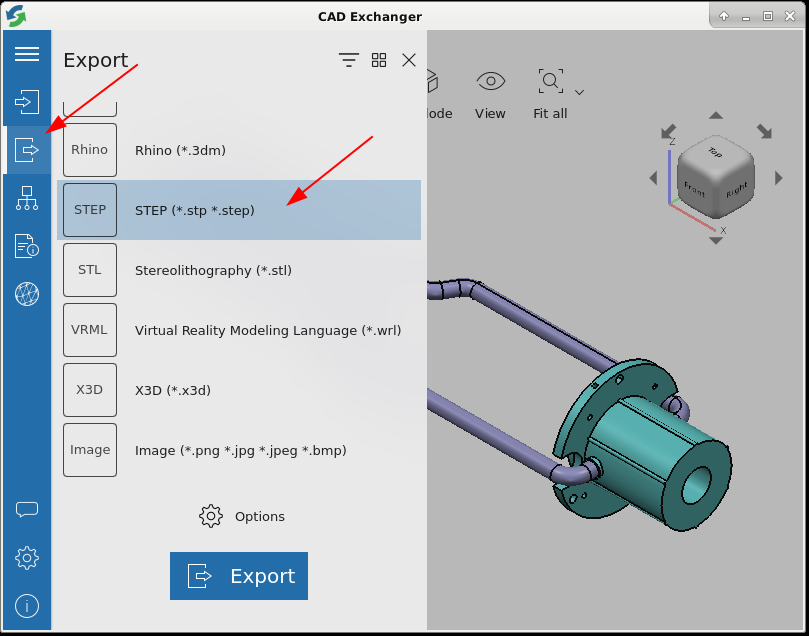 CAD Exchanger
Export
ode
View
Fit all
Rhino
Rhino (*.3dm)
STEP
STEP (*.stp *.step)
STL
Stereolithography (*.stl)
VRML
Virtual Reality Modeling Language (*.wrl)
X3D
X3D (*.x3d)
Image
Image (*.png *.jpg *.jpeg *.bmp)
Options
Export
Z
Top
Front
Right
X